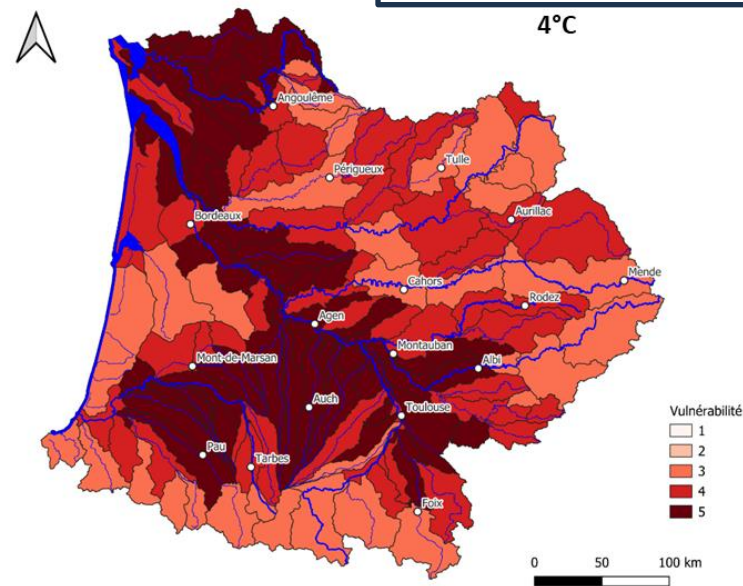 4°C
Angoulême
Périgueux
Tulle
Bordeaux
Aurillac
Cahors
Mende
Rodez
Agen
Montauban
Albi
Mont-de-Marsan
Auch
Toulouse
Pau
Tarbes
Foix
Vulnérabilité
1
2
3
4
5
0 50 100 km